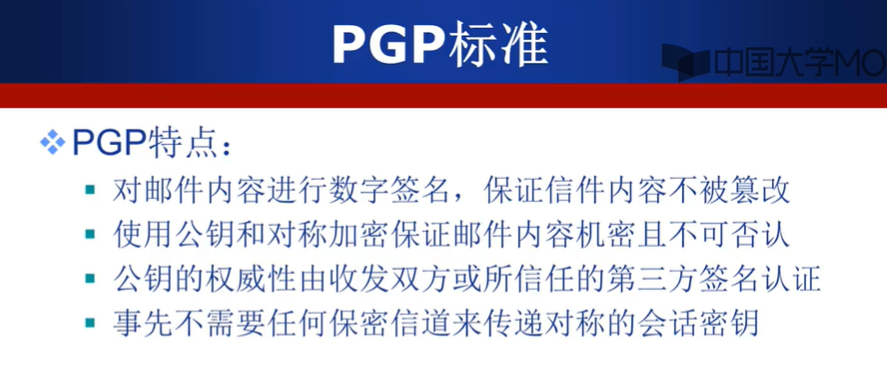 PGP标准
中国大学MO
PGP特点：
对邮件内容进行数字签名，保证信件内容不被篡改
使用公钥和对称加密保证邮件内容机密且不可否认
公钥的权威性由收发双方或所信任的第三方签名认证
事先不需要任何保密信道来传递对称的会话密钥